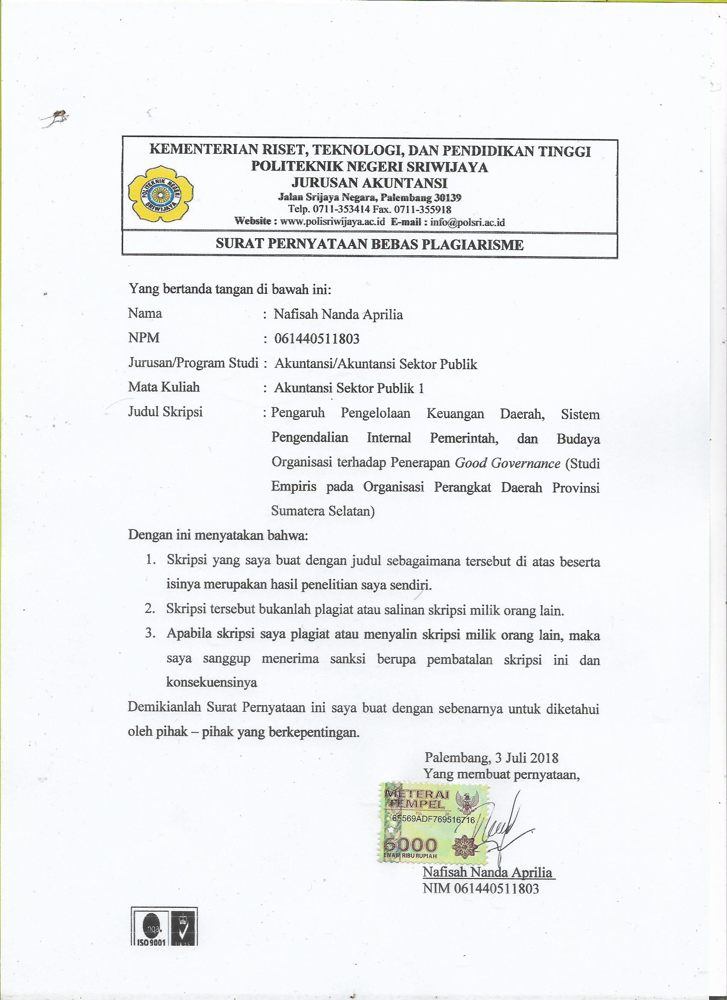 KEMENTERIAN RISET, TEKNOLOGI, DAN PENDIDIKAN TINGGI
POLITEKNIK NEGERI SRIWIJAYA
JURUSAN AKUNTANSI
Jalan Srijaya Negara, Palembang 30139
Telp. 0711-353414 Fax. 0711-355918
Website : www.polisriwijaya.ac.id E-mail : info@polsri.ac.id
POLITEKNIK NEGERI
SRIWIJAYA
SURAT PERNYATAAN BEBAS PLAGIARISME
Yang bertanda tangan di bawah ini:
Nama : Nafisah Nanda Aprilia
NPM : 061440511803
Jurusan/Program Studi : Akuntansi/Akuntansi Sektor Publik
Mata Kuliah : Akuntansi Sektor Publik 1
Judul Skripsi : Pengaruh Pengelolaan Keuangan Daerah, Sistem
Pengendalian Internal Pemerintah, dan Budaya
Organisasi terhadap Penerapan Good Governance (Studi
Empiris pada Organisasi Perangkat Daerah Provinsi
Sumatera Selatan)
Dengan ini menyatakan bahwa:
1. Skripsi yang saya buat dengan judul sebagaimana tersebut di atas beserta
isinya merupakan hasil penelitian saya sendiri.
2. Skripsi tersebut bukanlah plagiat atau salinan skripsi milik orang lain.
3. Apabila skripsi saya plagiat atau menyalin skripsi milik orang lain, maka
saya sanggup menerima sanksi berupa pembatalan skripsi ini dan
konsekuensinya
Demikianlah Surat Pernyataan ini saya buat dengan sebenarnya untuk diketahui
oleh pihak – pihak yang berkepentingan.
Palembang, 3 Juli 2018
Yang membuat pernyataan,
METERAI
TEMPEL
TGL. 20
6F569ADF769516716
6000
ENAM RIBU RUPIAH
Nafisah Nanda Aprilia
NIM 061440511803
nqa.
ISO 9001